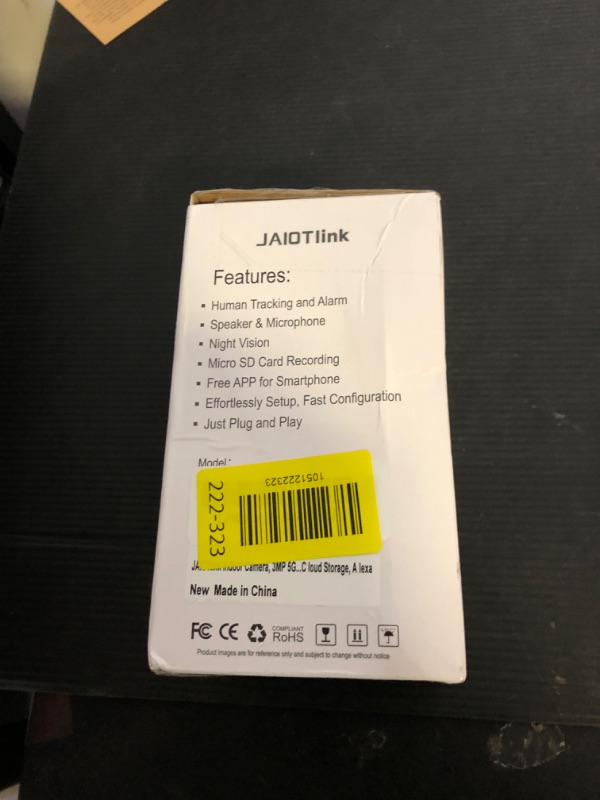 JAIOTlink
Features:
▪ Human Tracking and Alarm
▪ Speaker & Microphone
▪ Night Vision
▪ Micro SD Card Recording
▪ Free APP for Smartphone
▪ Effortlessly Setup, Fast Configuration
▪ Just Plug and Play
Model:
1051222323
222-323
Indoor Camera, 3MP 5G...C loud Storage, A lexa
New Made in China
FC CE COMPLIANT
RoHS
Product images are for reference only and subject to change without notice